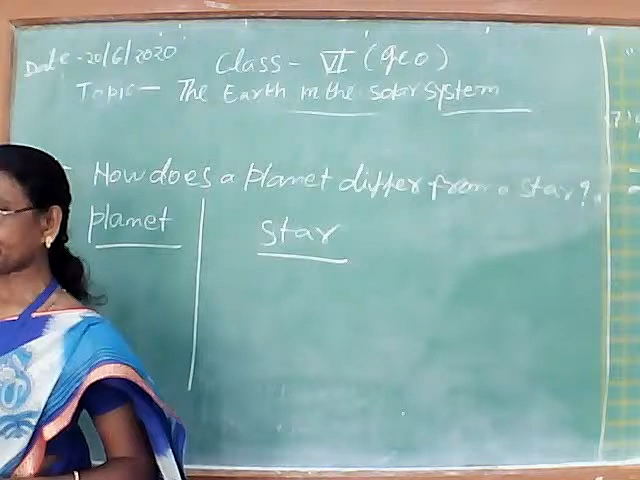 Date - 20/6/2020 Class - VI (geo)
Topic - The Earth in the solar system
How does a planet differ from a star?
planet star